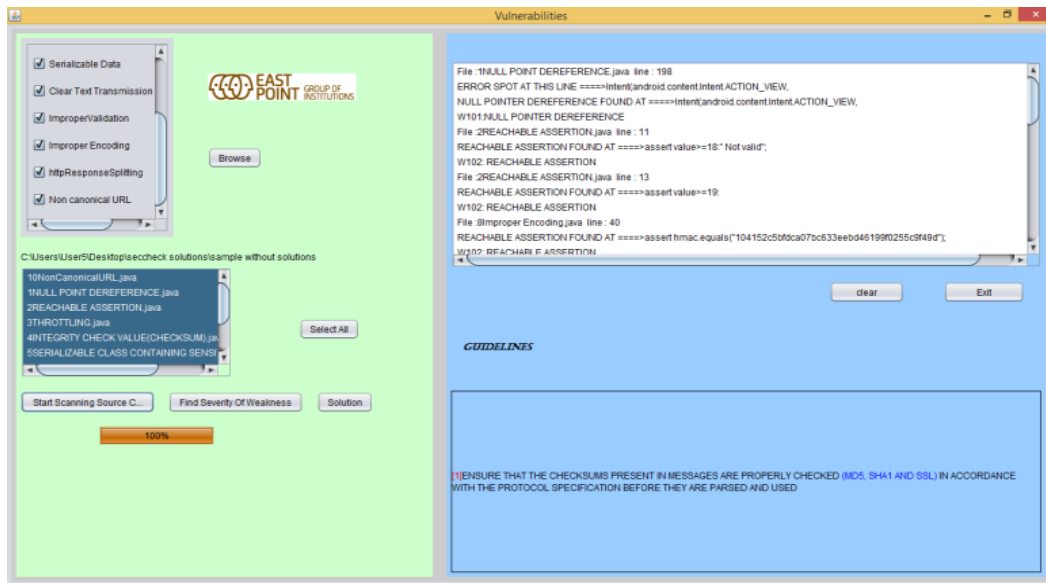 Vulnerabilities
Serializable Data
Clear Text Transmission
ImproperValidation
Improper Encoding
httpResponseSplitting
Non canonical URL
EAST
POINT GROUP OF
INSTITUTIONS
Browse
C:\Users\User5\Desktop\seccheck solutions\sample without solutions
10NonCanonicalURL.java
1NULL POINT DEREFERENCE.java
2REACHABLE ASSERTION.java
3THROTTLING.java
4INTEGRITY CHECK VALUE(CHECKSUM).jav
5SERIALIZABLE CLASS CONTAINING SENSI
Select All
Start Scanning Source C...
Find Severity Of Weakness
Solution
100%
File :1NULL POINT DEREFERENCE.java line : 198
ERROR SPOT AT THIS LINE ====>Intent(android.content.Intent.ACTION_VIEW,
NULL POINTER DEREFERENCE FOUND AT ====>Intent(android.content.Intent.ACTION_VIEW,
W101:NULL POINTER DEREFERENCE
File :2REACHABLE ASSERTION.java line : 11
REACHABLE ASSERTION FOUND AT ====>assert value>=18:" Not valid";
W102: REACHABLE ASSERTION
File :2REACHABLE ASSERTION.java line : 13
REACHABLE ASSERTION FOUND AT ====>assert value>=19:
W102: REACHABLE ASSERTION
File :8Improper Encoding.java line : 40
REACHABLE ASSERTION FOUND AT ====>assert hmac.equals("104152c5bfdca07bc633eebd46199f0255c9f49d");
W102: REACHABLE ASSERTION
clear
Exit
GUIDELINES
[1]ENSURE THAT THE CHECKSUMS PRESENT IN MESSAGES ARE PROPERLY CHECKED (MD5, SHA1 AND SSL) IN ACCORDANCE
WITH THE PROTOCOL SPECIFICATION BEFORE THEY ARE PARSED AND USED